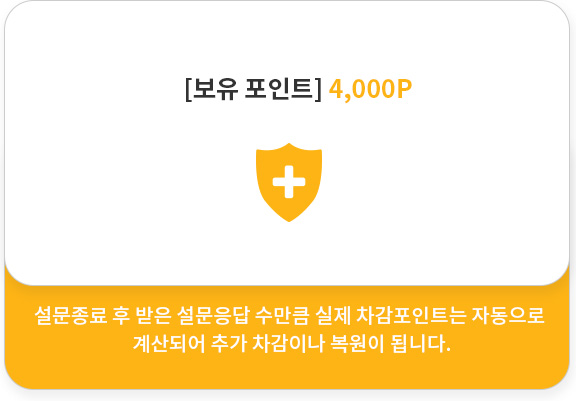 [보유 포인트] 4,000P
설문종료 후 받은 설문응답 수만큼 실제 차감포인트는 자동으로
계산되어 추가 차감이나 복원이 됩니다.